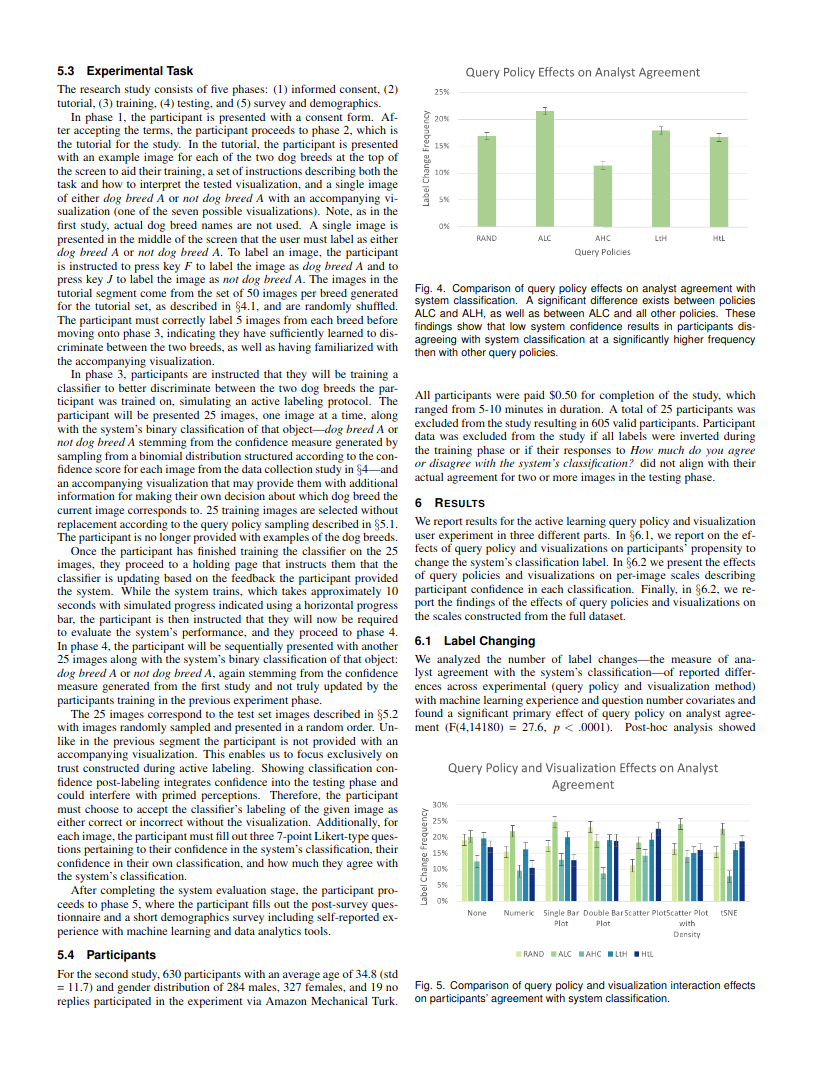 5.3 Experimental Task
The research study consists of five phases: (1) informed consent, (2)
tutorial, (3) training, (4) testing, and (5) survey and demographics.
In phase 1, the participant is presented with a consent form. Af-
ter accepting the terms, the participant proceeds to phase 2, which is
the tutorial for the study. In the tutorial, the participant is presented
with an example image for each of the two dog breeds at the top of
the screen to aid their training, a set of instructions describing both the
task and how to interpret the tested visualization, and a single image
of either dog breed A or not dog breed A with an accompanying vi-
sualization (one of the seven possible visualizations). Note, as in the
first study, actual dog breed names are not used. A single image is
presented in the middle of the screen that the user must label as either
dog breed A or not dog breed A. To label an image, the participant
is instructed to press key F to label the image as dog breed A and to
press key J to label the image as not dog breed A. The images in the
tutorial segment come from the set of 50 images per breed generated
for the tutorial set, as described in §4.1, and are randomly shuffled.
The participant must correctly label 5 images from each breed before
moving onto phase 3, indicating they have sufficiently learned to dis-
criminate between the two breeds, as well as having familiarized with
the accompanying visualization.
In phase 3, participants are instructed that they will be training a
classifier to better discriminate between the two dog breeds the par-
ticipant was trained on, simulating an active labeling protocol. The
participant will be presented 25 images, one image at a time, along
with the system's binary classification of that object—dog breed A or
not dog breed A stemming from the confidence measure generated by
sampling from a binomial distribution structured according to the con-
fidence score for each image from the data collection study in §4—and
an accompanying visualization that may provide them with additional
information for making their own decision about which dog breed the
current image corresponds to. 25 training images are selected without
replacement according to the query policy sampling described in §5.1.
The participant is no longer provided with examples of the dog breeds.
Once the participant has finished training the classifier on the 25
images, they proceed to a holding page that instructs them that the
classifier is updating based on the feedback the participant provided
the system. While the system trains, which takes approximately 10
seconds with simulated progress indicated using a horizontal progress
bar, the participant is then instructed that they will now be required
to evaluate the system's performance, and they proceed to phase 4.
In phase 4, the participant will be sequentially presented with another
25 images along with the system's binary classification of that object:
dog breed A or not dog breed A, again stemming from the confidence
measure generated from the first study and not truly updated by the
participants training in the previous experiment phase.
The 25 images correspond to the test set images described in §5.2
with images randomly sampled and presented in a random order. Un-
like in the previous segment the participant is not provided with an
accompanying visualization. This enables us to focus exclusively on
trust constructed during active labeling. Showing classification con-
fidence post-labeling integrates confidence into the testing phase and
could interfere with primed perceptions. Therefore, the participant
must choose to accept the classifier's labeling of the given image as
either correct or incorrect without the visualization. Additionally, for
each image, the participant must fill out three 7-point Likert-type ques-
tions pertaining to their confidence in the system's classification, their
confidence in their own classification, and how much they agree with
the system's classification.
After completing the system evaluation stage, the participant pro-
ceeds to phase 5, where the participant fills out the post-survey ques-
tionnaire and a short demographics survey including self-reported ex-
perience with machine learning and data analytics tools.
5.4 Participants
For the second study, 630 participants with an average age of 34.8 (std
= 11.7) and gender distribution of 284 males, 327 females, and 19 no
replies participated in the experiment via Amazon Mechanical Turk.
Query Policy Effects on Analyst Agreement
Label Change Frequency
25%
20%
15%
10%
5%
0%
RAND ALC AHC LtH HtL
Query Policies
Fig. 4. Comparison of query policy effects on analyst agreement with
system classification. A significant difference exists between policies
ALC and ALH, as well as between ALC and all other policies. These
findings show that low system confidence results in participants dis-
agreeing with system classification at a significantly higher frequency
then with other query policies.
All participants were paid $0.50 for completion of the study, which
ranged from 5-10 minutes in duration. A total of 25 participants was
excluded from the study resulting in 605 valid participants. Participant
data was excluded from the study if all labels were inverted during
the training phase or if their responses to How much do you agree
or disagree with the system's classification? did not align with their
actual agreement for two or more images in the testing phase.
6 RESULTS
We report results for the active learning query policy and visualization
user experiment in three different parts. In §6.1, we report on the ef-
fects of query policy and visualizations on participants' propensity to
change the system's classification label. In §6.2 we present the effects
of query policies and visualizations on per-image scales describing
participant confidence in each classification. Finally, in §6.2, we re-
port the findings of the effects of query policies and visualizations on
the scales constructed from the full dataset.
6.1 Label Changing
We analyzed the number of label changes—the measure of ana-
lyst agreement with the system's classification—of reported differ-
ences across experimental (query policy and visualization method)
with machine learning experience and question number covariates and
found a significant primary effect of query policy on analyst agree-
ment (F(4,14180) = 27.6, p < .0001). Post-hoc analysis showed
Query Policy and Visualization Effects on Analyst
Agreement
Label Change Frequency
30%
25%
20%
15%
10%
5%
0%
None Numeric Single Bar Double Bar Scatter Plot Scatter Plot tSNE
Plot Plot with
Density
RAND ALC AHC LtH HtL
Fig. 5. Comparison of query policy and visualization interaction effects
on participants' agreement with system classification.